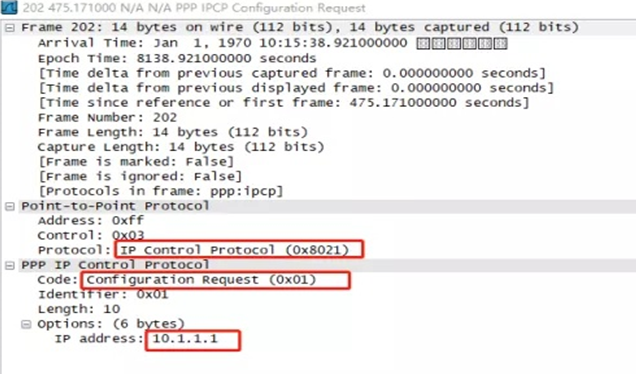 202 475.171000 N/A N/A PPP IPCP Configuration Request
Frame 202: 14 bytes on wire (112 bits), 14 bytes captured (112 bits)
Arrival Time: Jan  1, 1970 10:15:38.921000000
Epoch Time: 8138.921000000 seconds
[Time delta from previous captured frame: 0.000000000 seconds]
[Time delta from previous displayed frame: 0.000000000 seconds]
[Time since reference or first frame: 475.171000000 seconds]
Frame Number: 202
Frame Length: 14 bytes (112 bits)
Capture Length: 14 bytes (112 bits)
[Frame is marked: False]
[Frame is ignored: False]
[Protocols in frame: ppp:ipcp]
Point-to-Point Protocol
Address: 0xff
Control: 0x03
Protocol: IP Control Protocol (0x8021)
PPP IP Control Protocol
Code: Configuration Request (0x01)
Identifier: 0x01
Length: 10
Options: (6 bytes)
IP address: 10.1.1.1